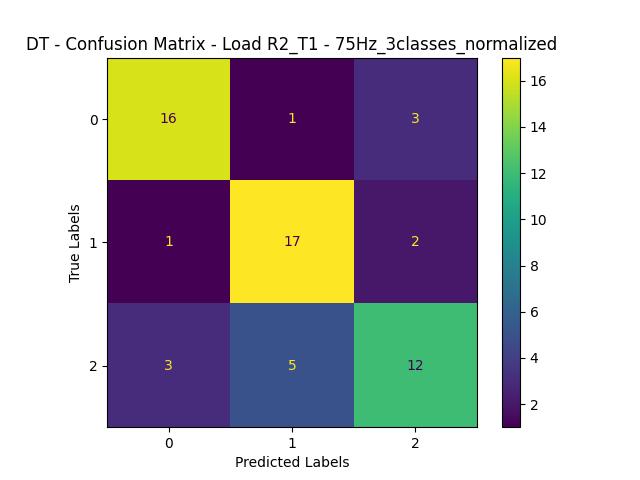 DT - Confusion Matrix - Load R2_T1 - 75Hz_3classes_normalized
0 16 1 3
1 1 17 2
2 3 5 12
0 1 2
Predicted Labels
True Labels
16
14
12
10
8
6
4
2